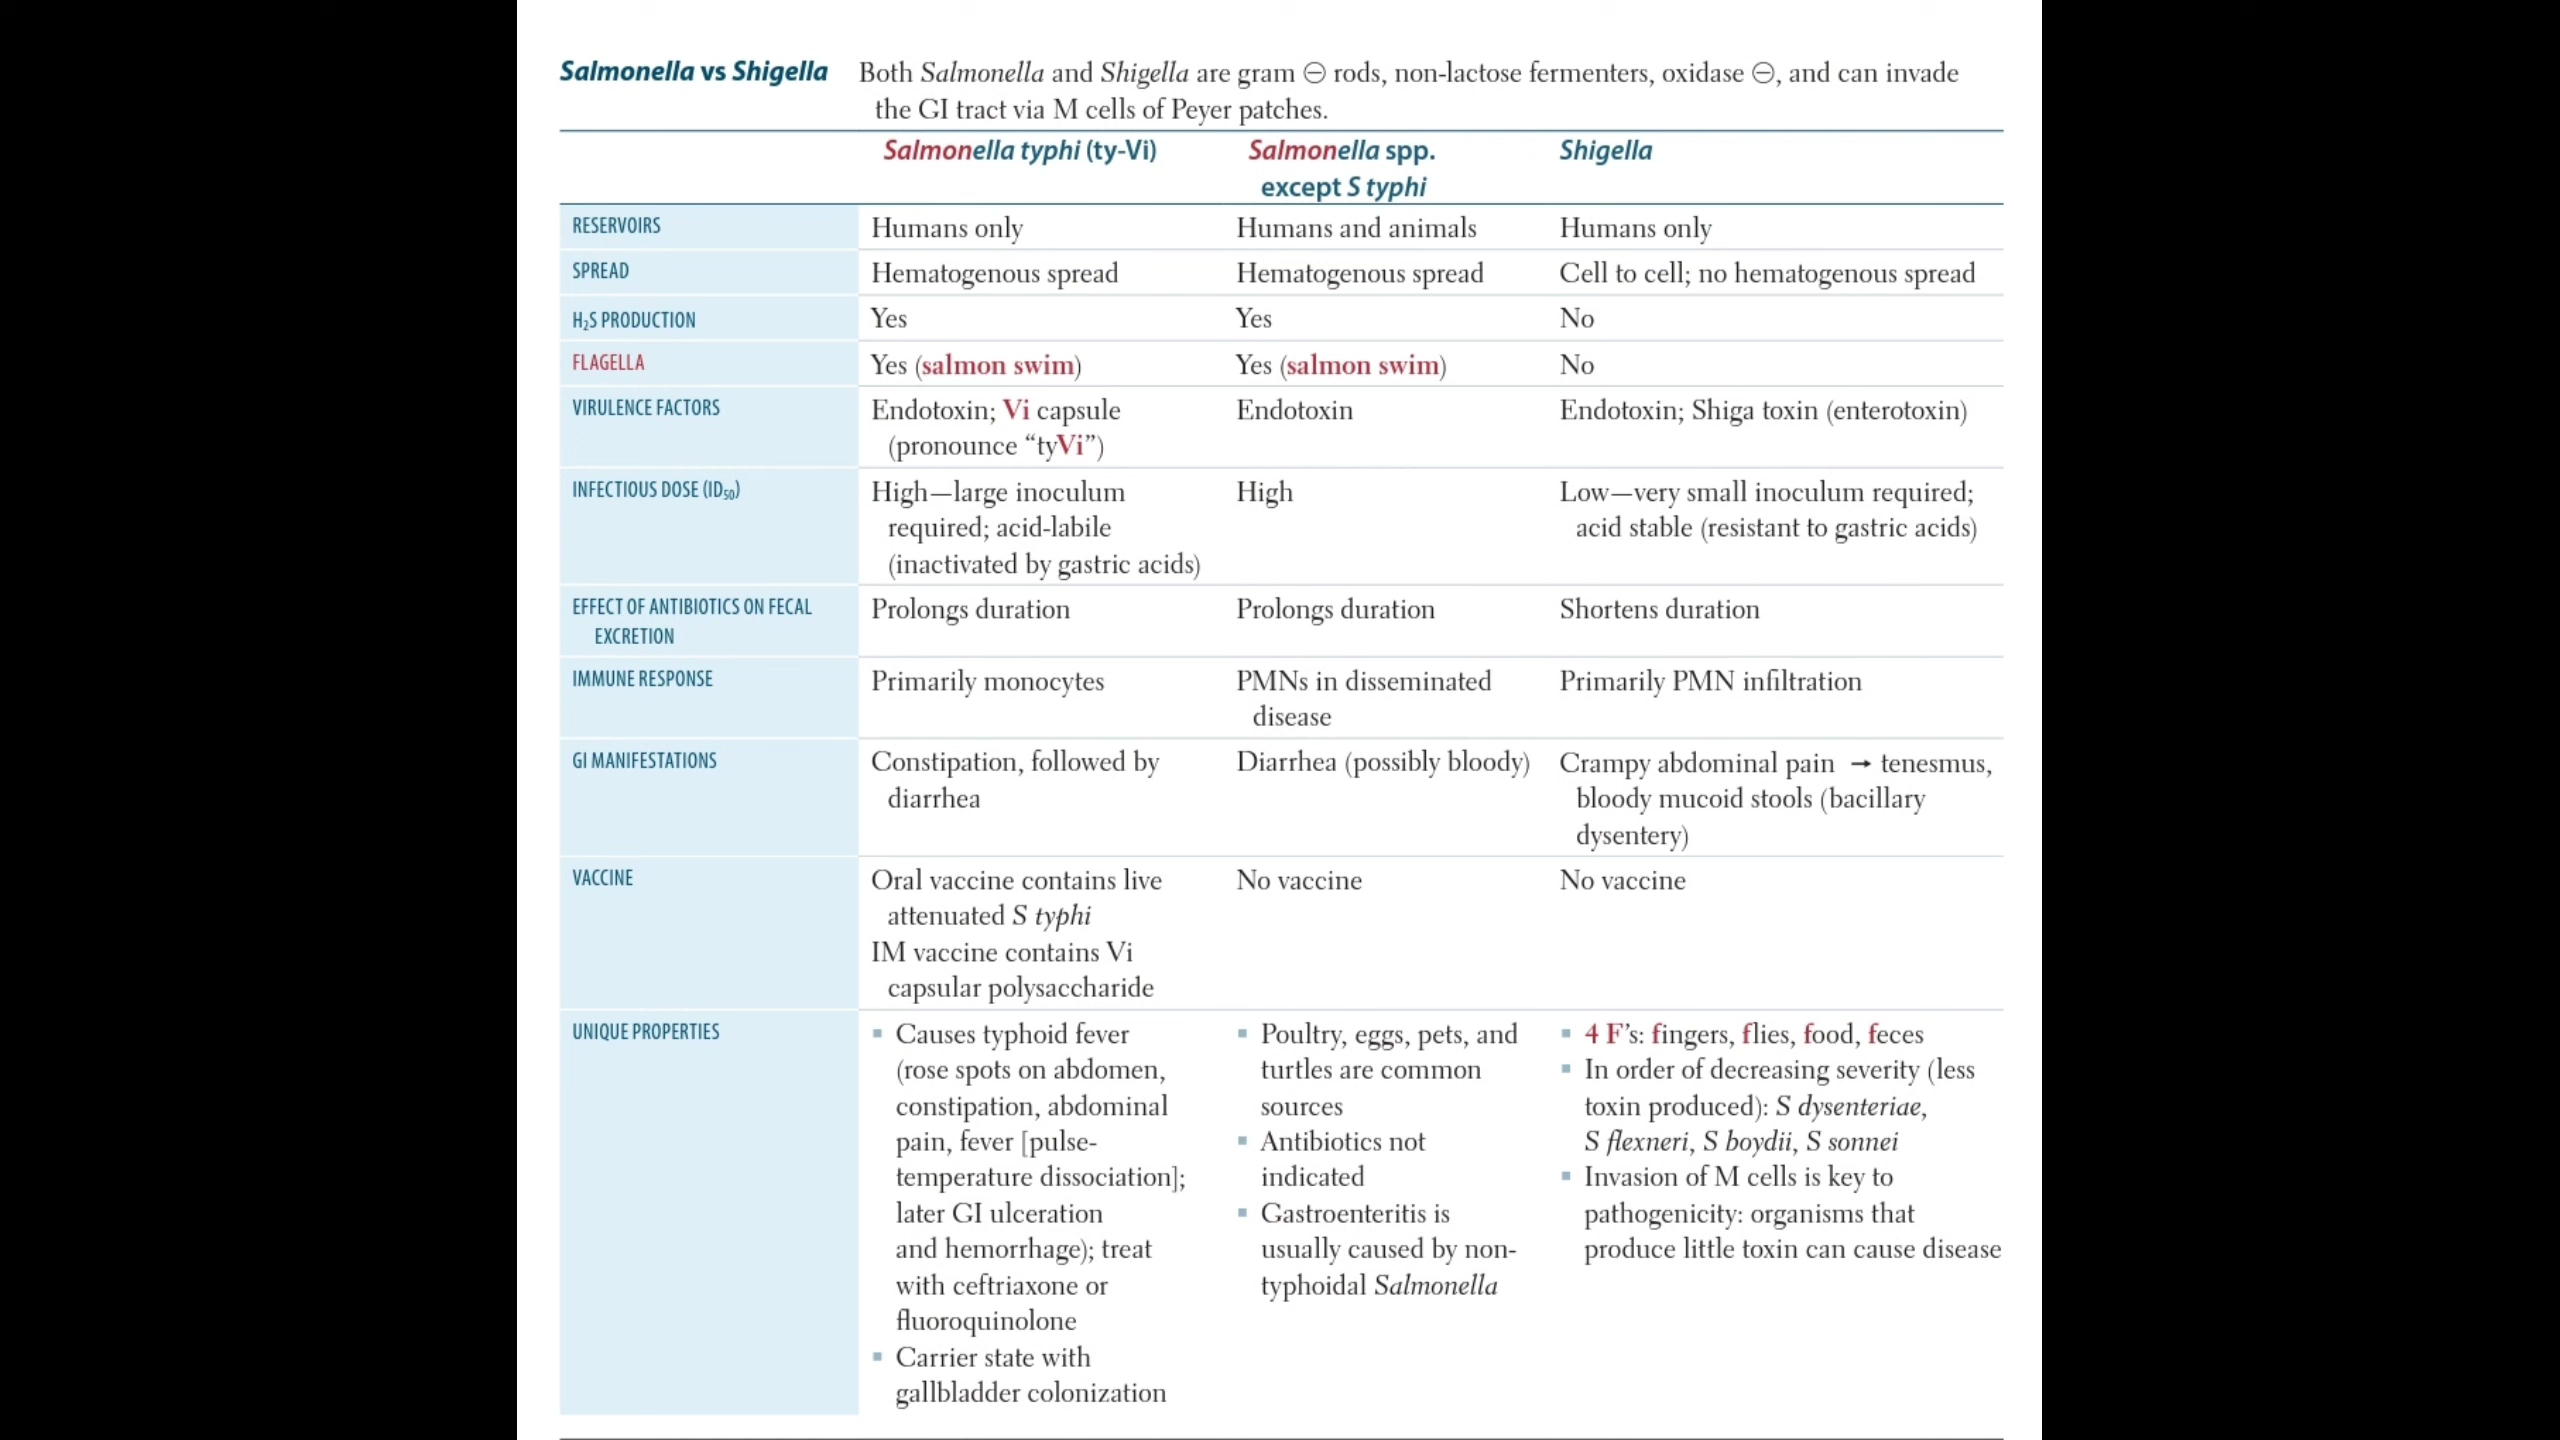 Salmonella vs Shigella
Both Salmonella and Shigella are gram ⊖ rods, non-lactose fermenters, oxidase ⊖, and can invade
the GI tract via M cells of Peyer patches.
Salmonella typhi (ty-Vi)
Salmonella spp.
except S typhi
Shigella
RESERVOIRS
Humans only
Humans and animals
Humans only
SPREAD
Hematogenous spread
Hematogenous spread
Cell to cell; no hematogenous spread
H₂S PRODUCTION
Yes
Yes
No
FLAGELLA
Yes (salmon swim)
Yes (salmon swim)
No
VIRULENCE FACTORS
Endotoxin; Vi capsule
(pronounce “tyVi”)
Endotoxin
Endotoxin; Shiga toxin (enterotoxin)
INFECTIOUS DOSE (ID₅₀)
High—large inoculum
required; acid-labile
(inactivated by gastric acids)
High
Low—very small inoculum required;
acid stable (resistant to gastric acids)
EFFECT OF ANTIBIOTICS ON FECAL
EXCRETION
Prolongs duration
Prolongs duration
Shortens duration
IMMUNE RESPONSE
Primarily monocytes
PMNs in disseminated
disease
Primarily PMN infiltration
GI MANIFESTATIONS
Constipation, followed by
diarrhea
Diarrhea (possibly bloody)
Crampy abdominal pain → tenesmus,
bloody mucoid stools (bacillary
dysentery)
VACCINE
Oral vaccine contains live
attenuated S typhi
IM vaccine contains Vi
capsular polysaccharide
No vaccine
No vaccine
UNIQUE PROPERTIES
▪ Causes typhoid fever
(rose spots on abdomen,
constipation, abdominal
pain, fever [pulse-
temperature dissociation];
later GI ulceration
and hemorrhage); treat
with ceftriaxone or
fluoroquinolone
▪ Carrier state with
gallbladder colonization
▪ Poultry, eggs, pets, and
turtles are common
sources
▪ Antibiotics not
indicated
▪ Gastroenteritis is
usually caused by non-
typhoidal Salmonella
▪ 4 F’s: fingers, flies, food, feces
▪ In order of decreasing severity (less
toxin produced): S dysenteriae,
S flexneri, S boydii, S sonnei
▪ Invasion of M cells is key to
pathogenicity: organisms that
produce little toxin can cause disease